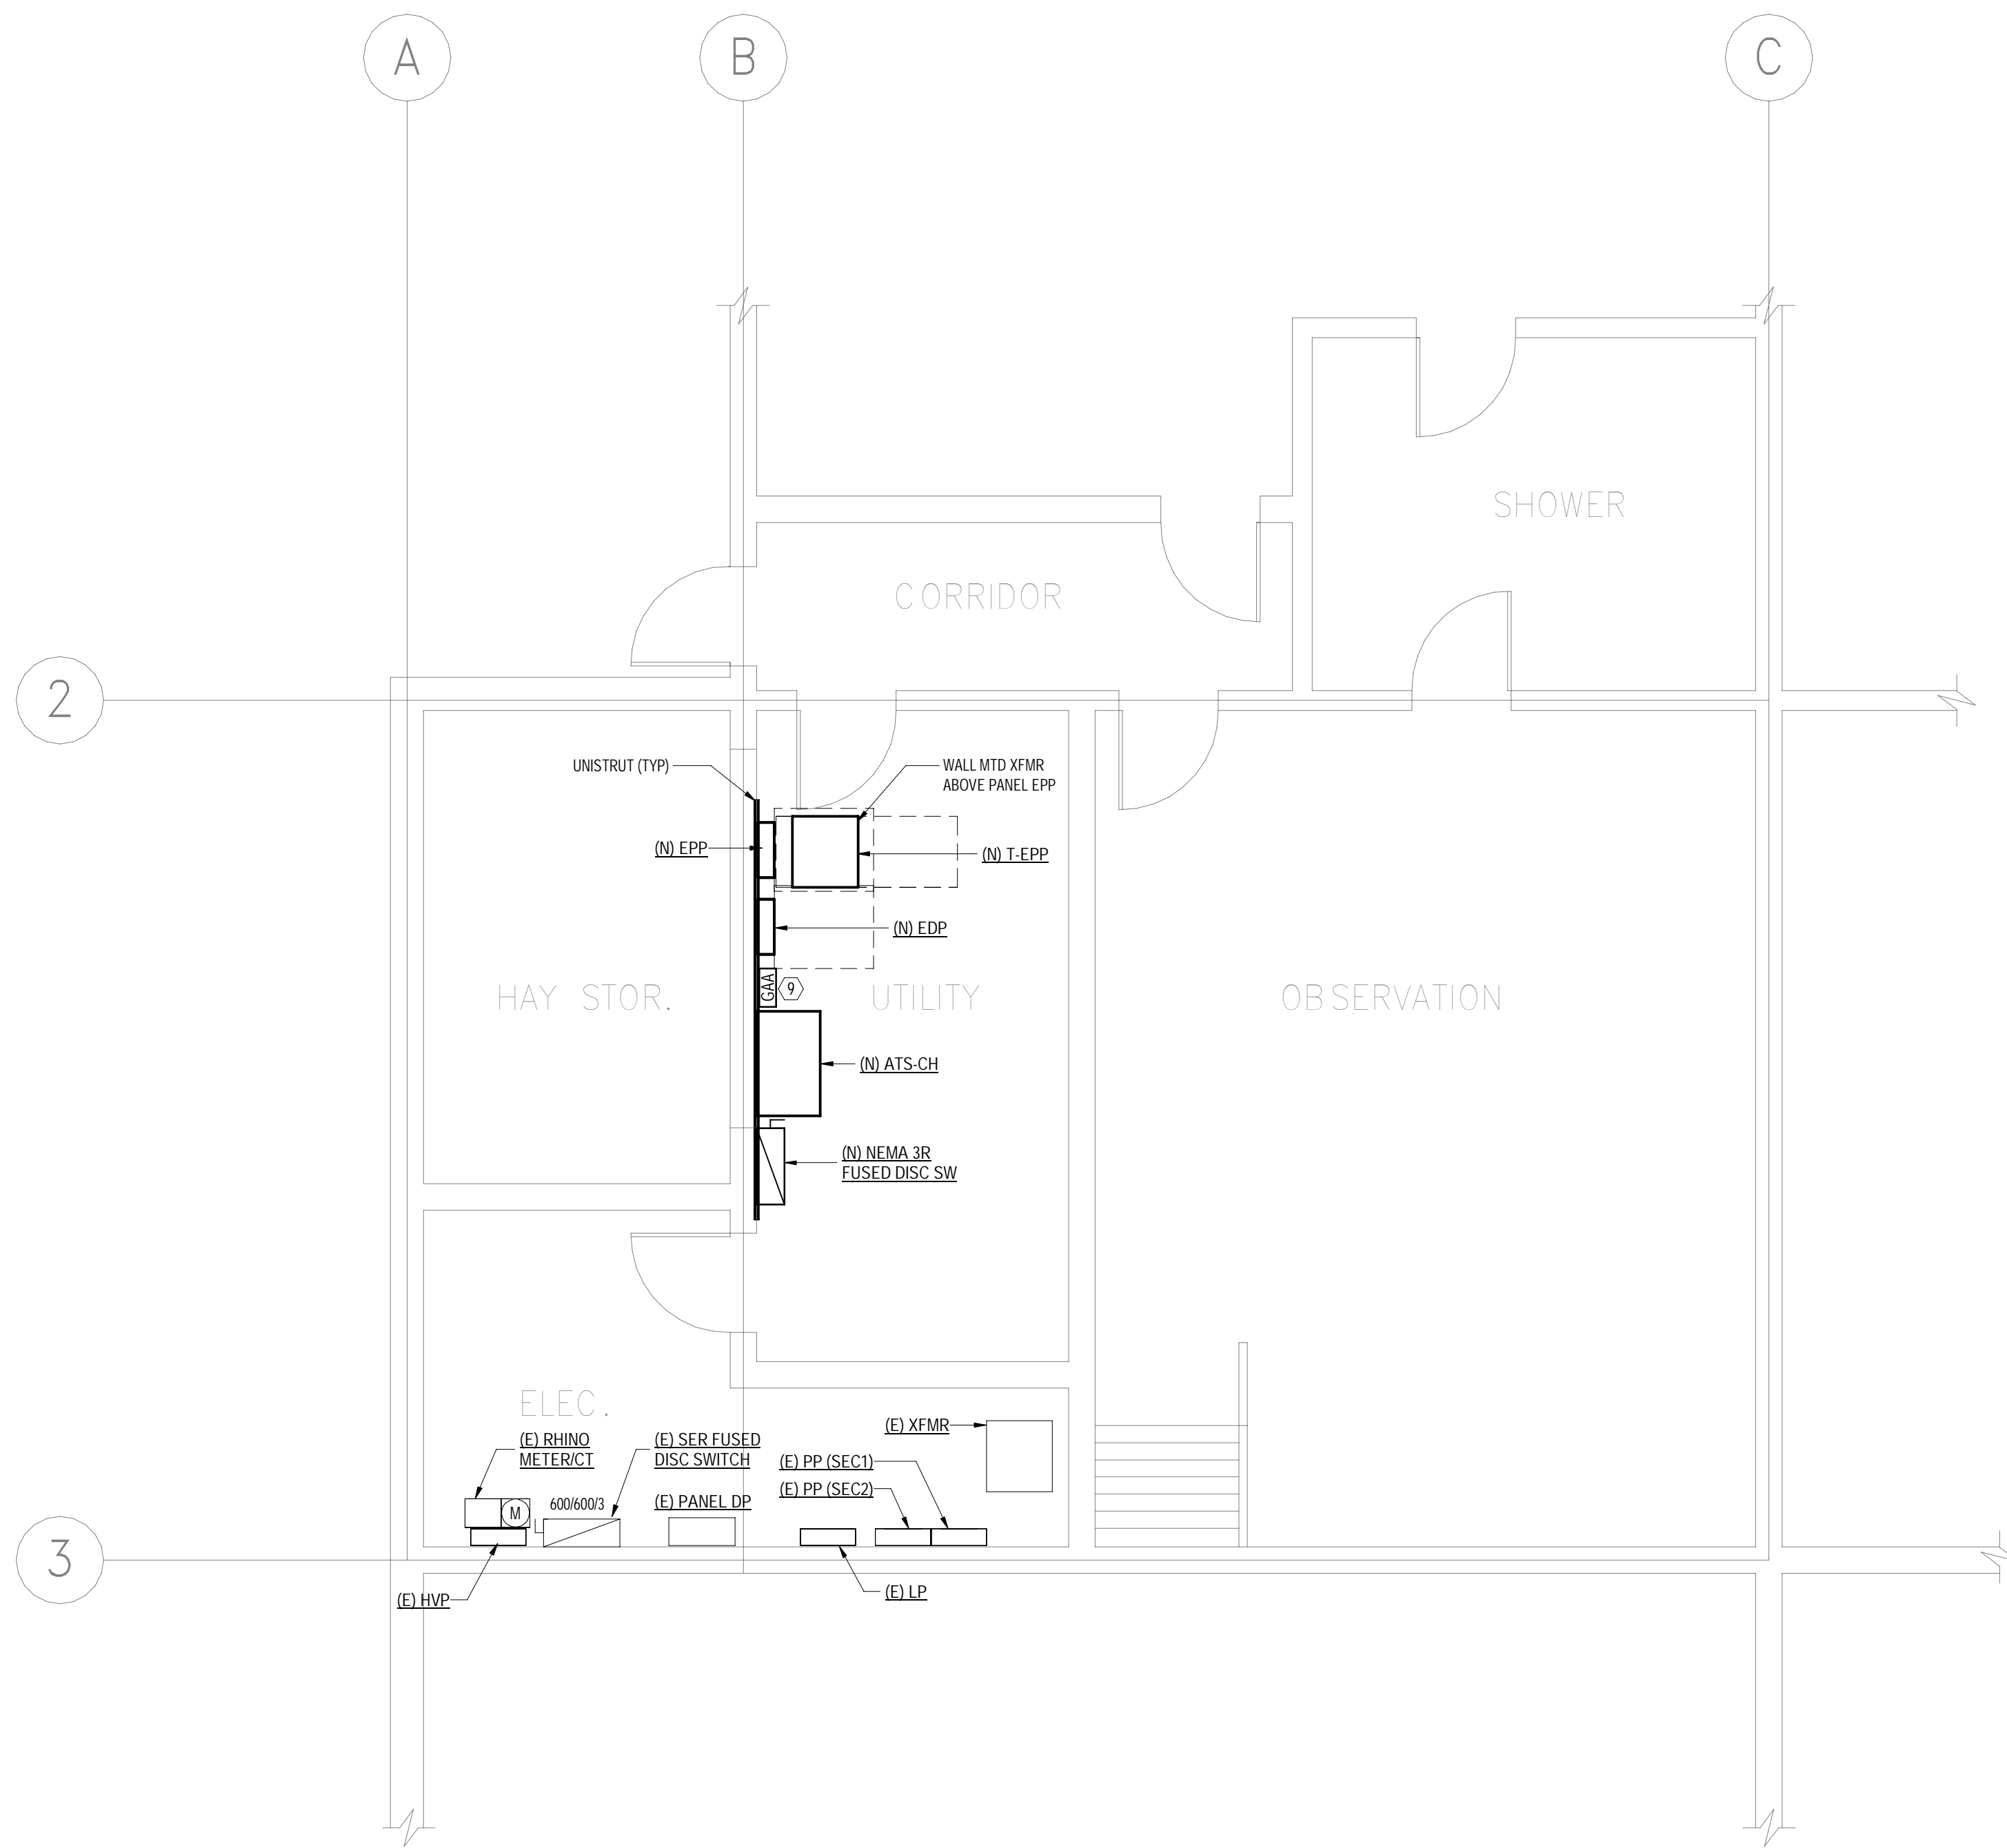 A
B
C
SHOWER
CORRIDOR
2
UNISTRUT (TYP)
WALL MTD XFMR
ABOVE PANEL EPP
(N) EPP
(N) T-EPP
(N) EDP
GAA
9
HAY STOR.
UTILITY
OBSERVATION
(N) ATS-CH
(N) NEMA 3R
FUSED DISC SW
ELEC.
(E) RHINO
METER/CT
(E) SER FUSED
DISC SWITCH
(E) XFMR
(E) PP (SEC1)
(E) PP (SEC2)
600/600/3
(E) PANEL DP
M
3
(E) HVP
(E) LP